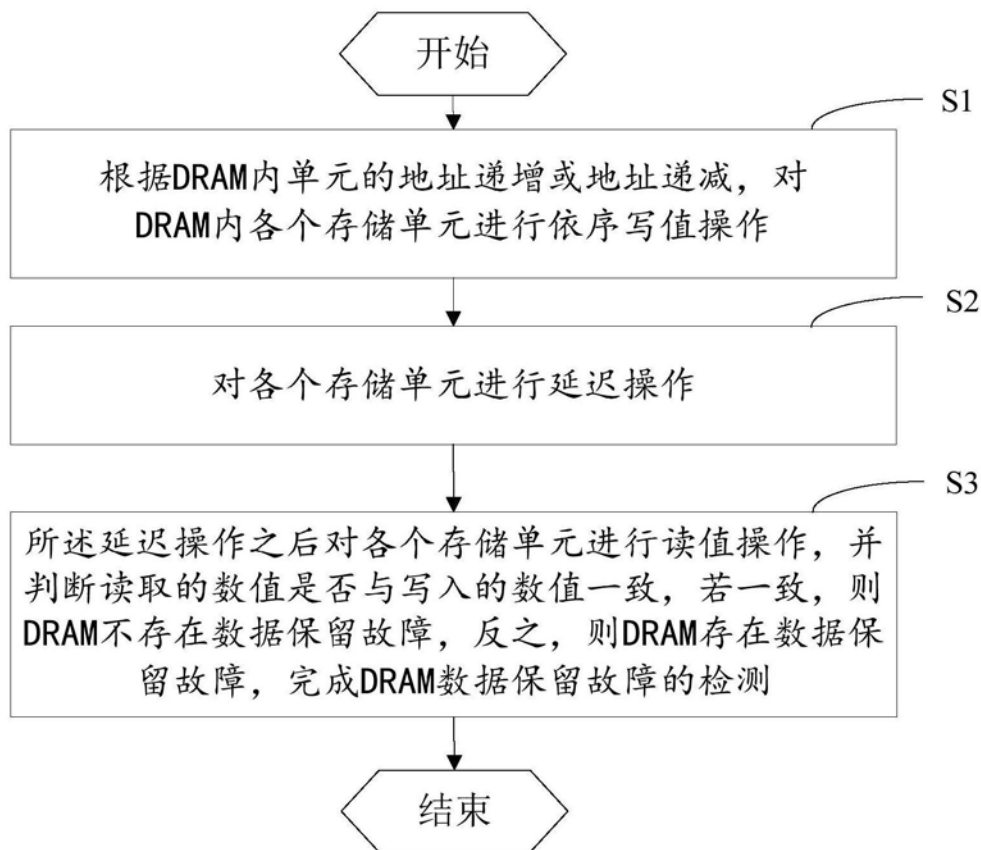 开始
S1
根据DRAM内单元的地址递增或地址递减，对
DRAM内各个存储单元进行依序写值操作
S2
对各个存储单元进行延迟操作
S3
所述延迟操作之后对各个存储单元进行读值操作，并
判断读取的数值是否与写入的数值一致，若一致，则
DRAM不存在数据保留故障，反之，则DRAM存在数据保
留故障，完成DRAM数据保留故障的检测
结束